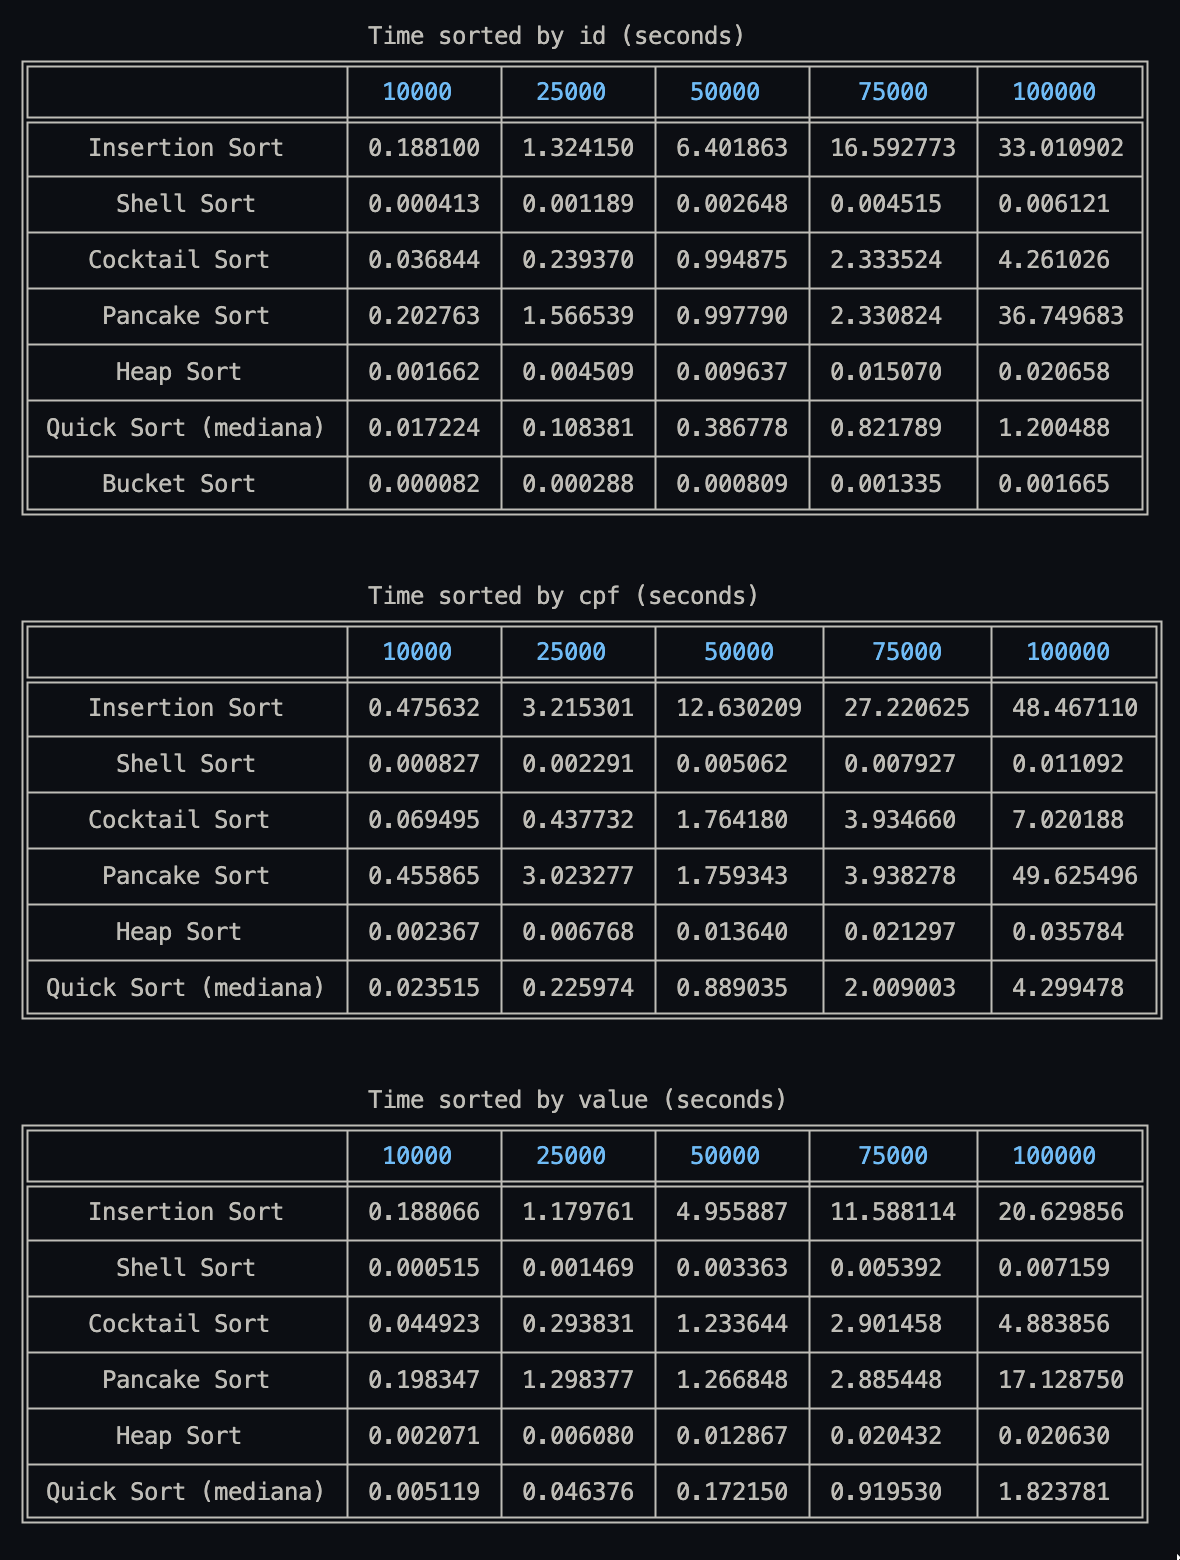 Time sorted by id (seconds)
10000 25000 50000 75000 100000
Insertion Sort 0.188100 1.324150 6.401863 16.592773 33.010902
Shell Sort 0.000413 0.001189 0.002648 0.004515 0.006121
Cocktail Sort 0.036844 0.239370 0.994875 2.333524 4.261026
Pancake Sort 0.202763 1.566539 0.997790 2.330824 36.749683
Heap Sort 0.001662 0.004509 0.009637 0.015070 0.020658
Quick Sort (mediana) 0.017224 0.108381 0.386778 0.821789 1.200488
Bucket Sort 0.000082 0.000288 0.000809 0.001335 0.001665
Time sorted by cpf (seconds)
10000 25000 50000 75000 100000
Insertion Sort 0.475632 3.215301 12.630209 27.220625 48.467110
Shell Sort 0.000827 0.002291 0.005062 0.007927 0.011092
Cocktail Sort 0.069495 0.437732 1.764180 3.934660 7.020188
Pancake Sort 0.455865 3.023277 1.759343 3.938278 49.625496
Heap Sort 0.002367 0.006768 0.013640 0.021297 0.035784
Quick Sort (mediana) 0.023515 0.225974 0.889035 2.009003 4.299478
Time sorted by value (seconds)
10000 25000 50000 75000 100000
Insertion Sort 0.188066 1.179761 4.955887 11.588114 20.629856
Shell Sort 0.000515 0.001469 0.003363 0.005392 0.007159
Cocktail Sort 0.044923 0.293831 1.233644 2.901458 4.883856
Pancake Sort 0.198347 1.298377 1.266848 2.885448 17.128750
Heap Sort 0.002071 0.006080 0.012867 0.020432 0.020630
Quick Sort (mediana) 0.005119 0.046376 0.172150 0.919530 1.823781